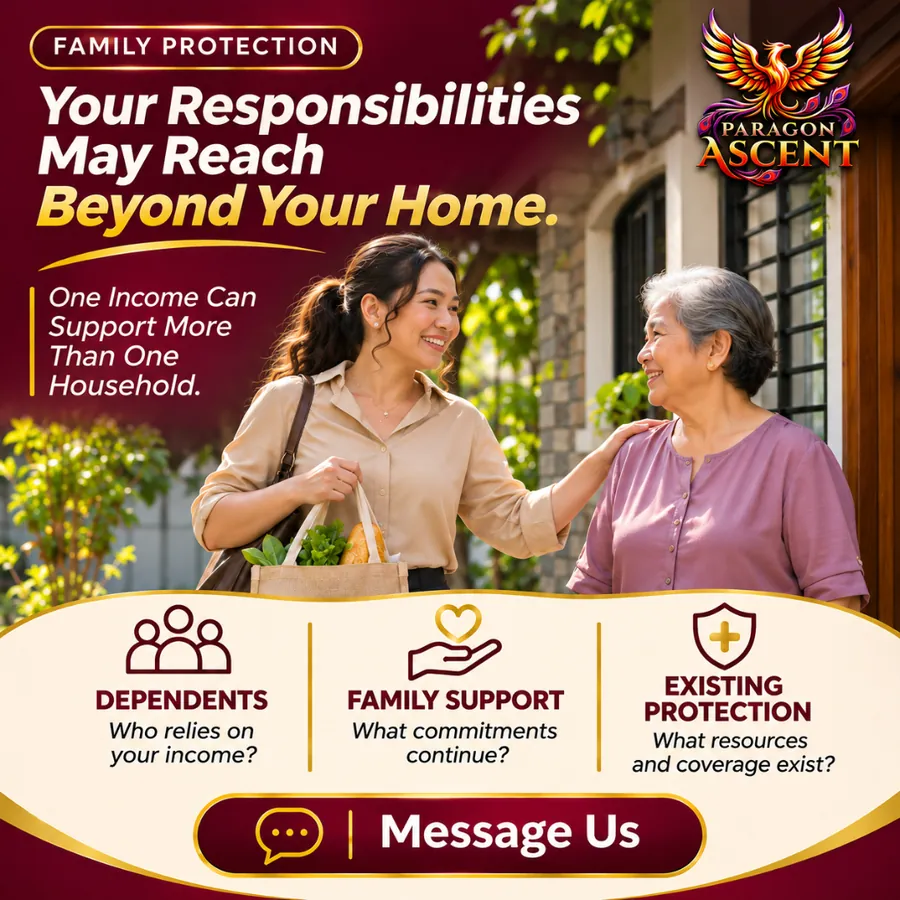 FAMILY PROTECTION
Your Responsibilities
May Reach
Beyond Your Home.
PARAGON
ASCENT
One Income Can
Support More
Than One
Household.
DEPENDENTS
Who relies on
your income?
FAMILY SUPPORT
What commitments
continue?
EXISTING
PROTECTION
What resources
and coverage exist?
Message Us